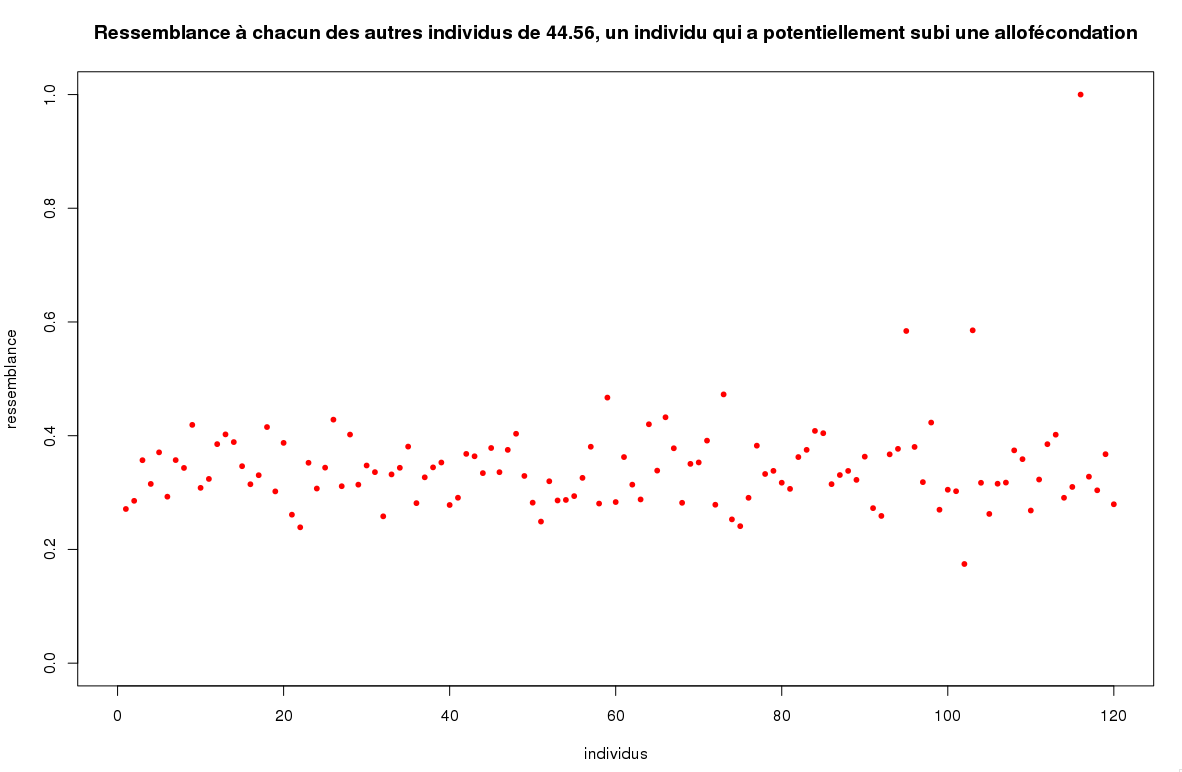 Ressemblance à chacun des autres individus de 44.56, un individu qui a potentiellement subi une allofécondation
1.0
0.8
0.6
0.4
0.2
0.0
ressemblance
0 20 40 60 80 100 120
individus